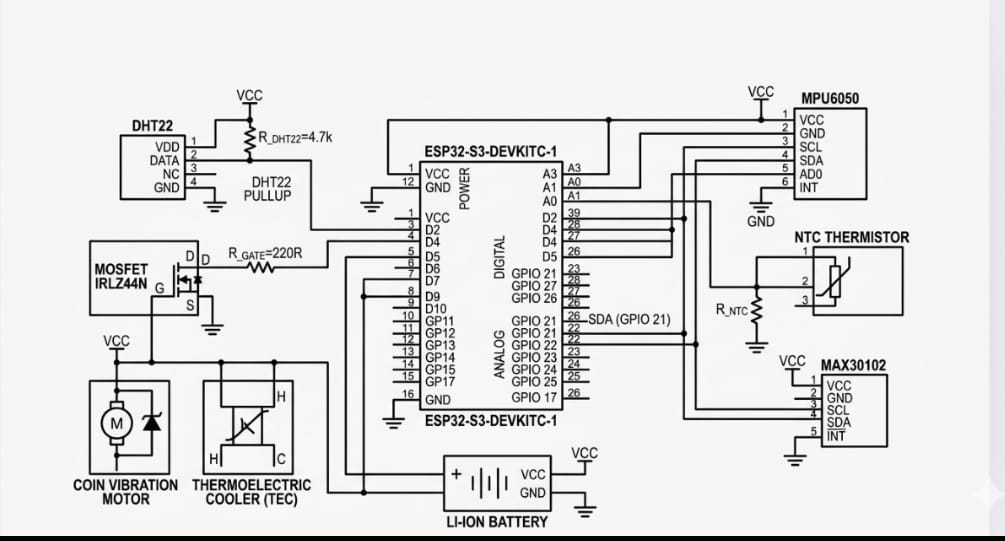 VCC
DHT22
R_DHT22=4.7k
VDD 1
DATA 2
NC 3
GND 4
DHT22
PULLUP
MOSFET
IRLZ44N
D D
G
S
R_GATE=220R
VCC
M
COIN VIBRATION
MOTOR
H
H C
THERMOELECTRIC
COOLER (TEC)
ESP32-S3-DEVKITC-1
POWER
DIGITAL
ANALOG
1 VCC
12 GND
1 VCC
3 D2
4 D4
5 D5
6 D6
7 D7
8 D9
9 D10
10 GP11
11 GP12
12 GP13
13 GP14
14 GP15
15 GP17
16 GND
A3 A3
A1 A0
A0 A1
D2 39
D4 28
D4 27
D5 26
GPIO 21 23
GPIO 27 28
GPIO 26 27
26
GPIO 21 26 SDA (GPIO 21)
GPIO 21 22
GPIO 22 22
GPIO 23 23
GPIO 24 24
GPIO 25 25
GPIO 17 26
ESP32-S3-DEVKITC-1
+
VCC
GND
LI-ION BATTERY
VCC
VCC
MPU6050
1 VCC
2 GND
3 SCL
4 SDA
5 AD0
6 INT
GND
NTC THERMISTOR
1
2
3
R_NTC
VCC
MAX30102
1 VCC
2 GND
3 SCL
4 SDA
5 INT